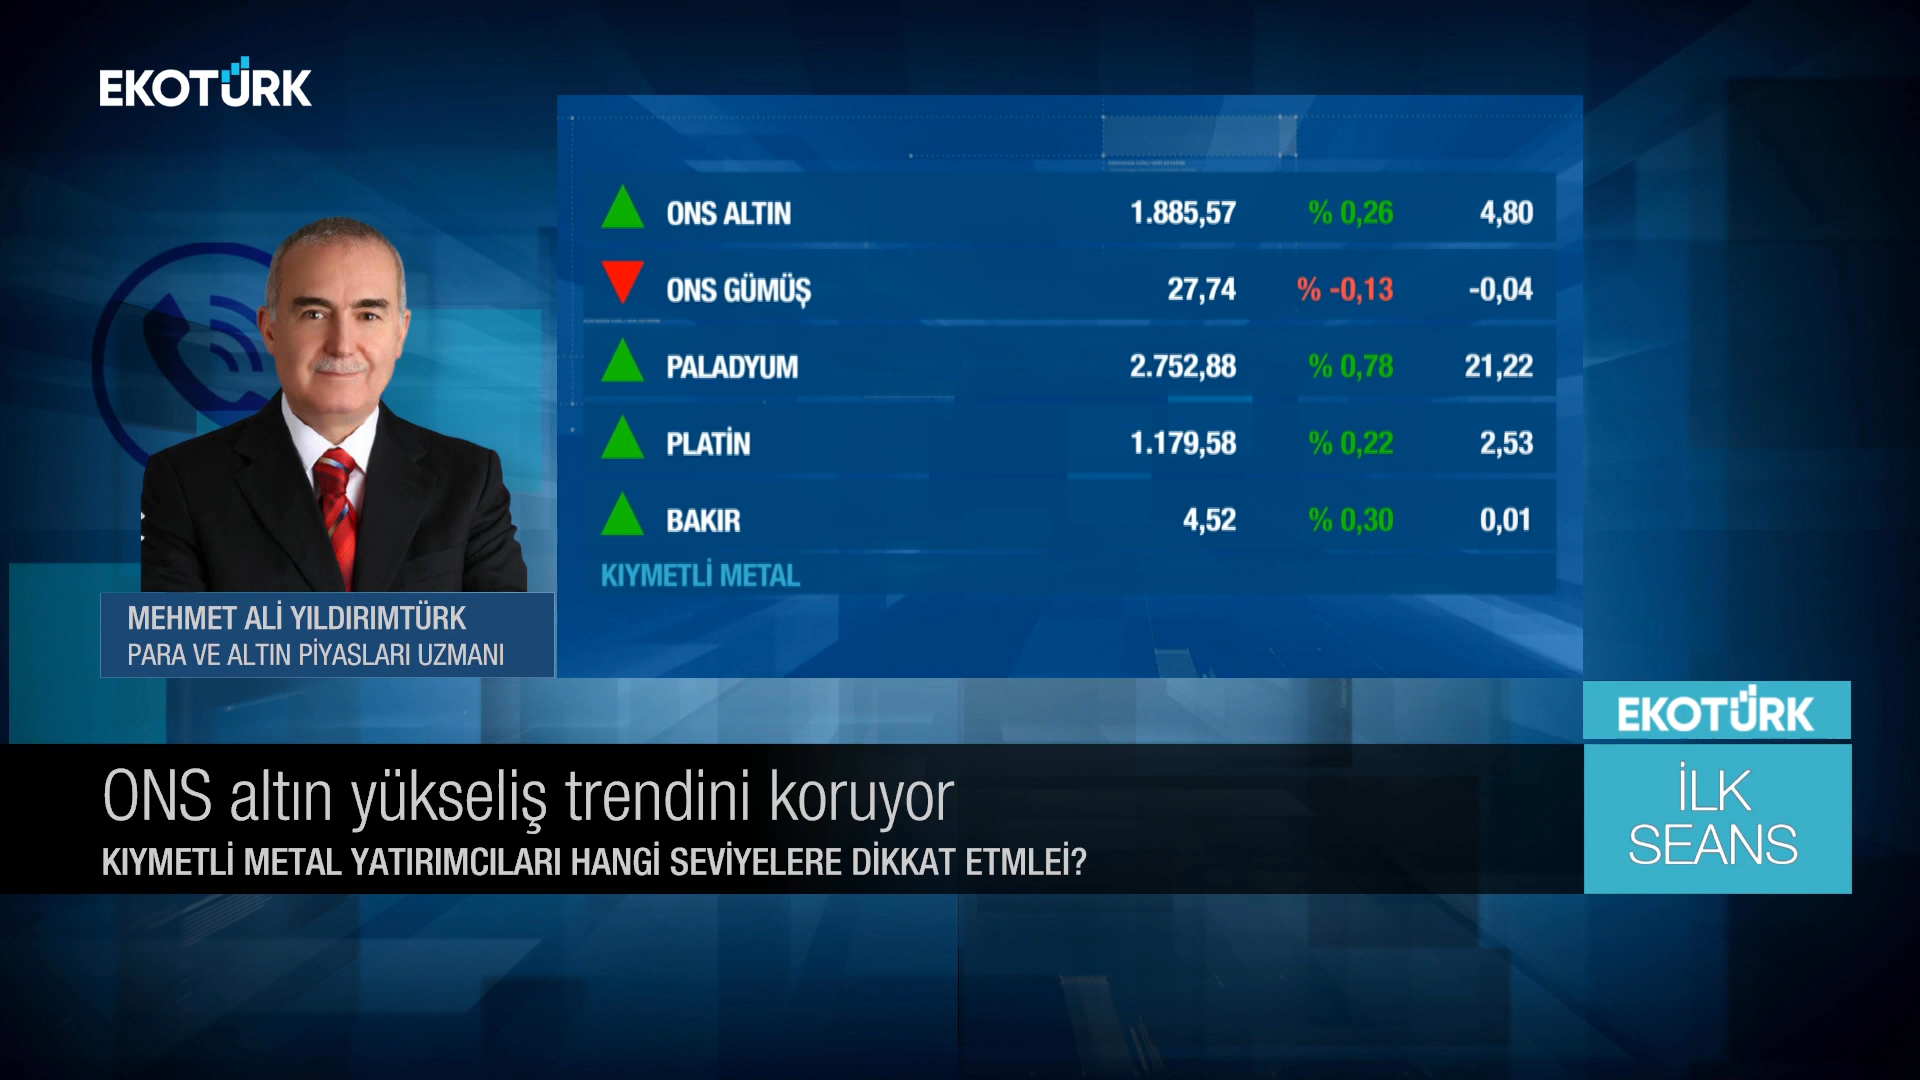 EKOTÜRK
ONS ALTIN 1.885,57 % 0,26 4,80
ONS GÜMÜŞ 27,74 % -0,13 -0,04
PALADYUM 2.752,88 % 0,78 21,22
PLATİN 1.179,58 % 0,22 2,53
BAKIR 4,52 % 0,30 0,01
KIYMETLİ METAL
MEHMET ALİ YILDIRIMTÜRK
PARA VE ALTIN PİYASLARI UZMANI
EKOTÜRK
ONS altın yükseliş trendini koruyor
KIYMETLİ METAL YATIRIMCILARI HANGİ SEVİYELERE DİKKAT ETMLEİ?
İLK
SEANS